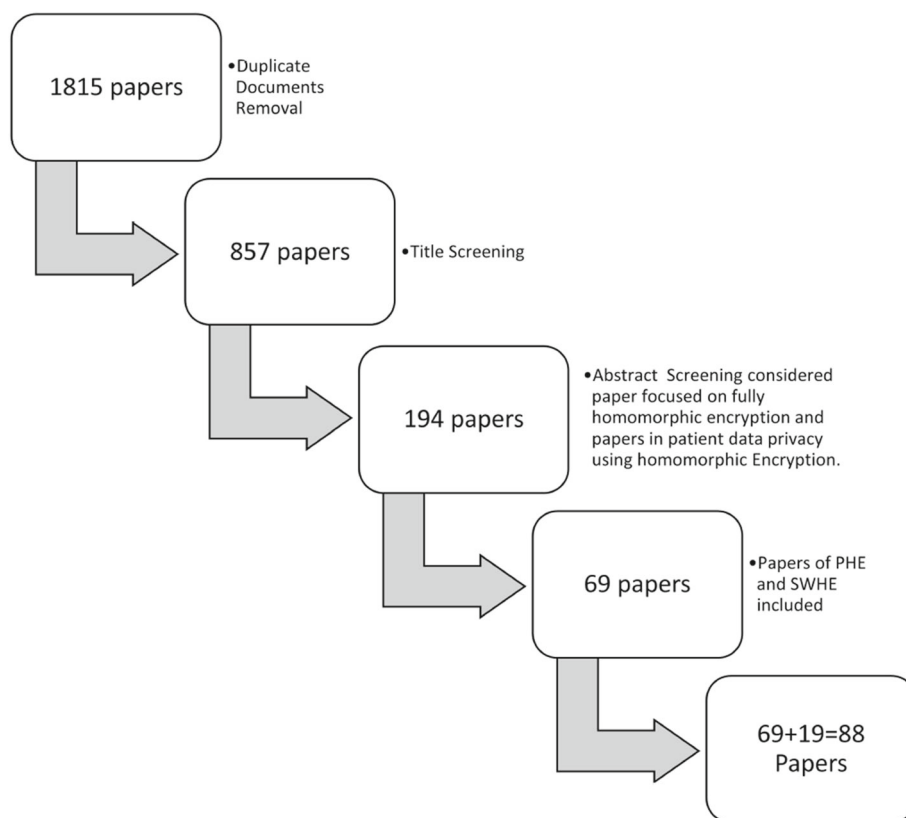 1815 papers
•Duplicate
Documents
Removal
857 papers
•Title Screening
194 papers
•Abstract Screening considered
paper focused on fully
homomorphic encryption and
papers in patient data privacy
using homomorphic Encryption.
69 papers
•Papers of PHE
and SWHE
included
69+19=88
Papers